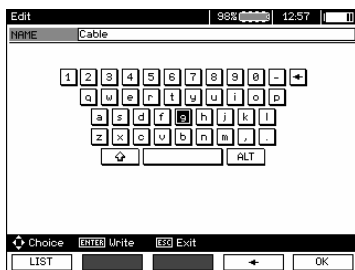 Edit 98% 12:57
NAME Cable
1 2 3 4 5 6 7 8 9 0 - ←
q w e r t y u i o p
a s d f g h j k l
z x c v b n m , .
ALT
Choice ENTER Write ESC Exit
LIST ← OK